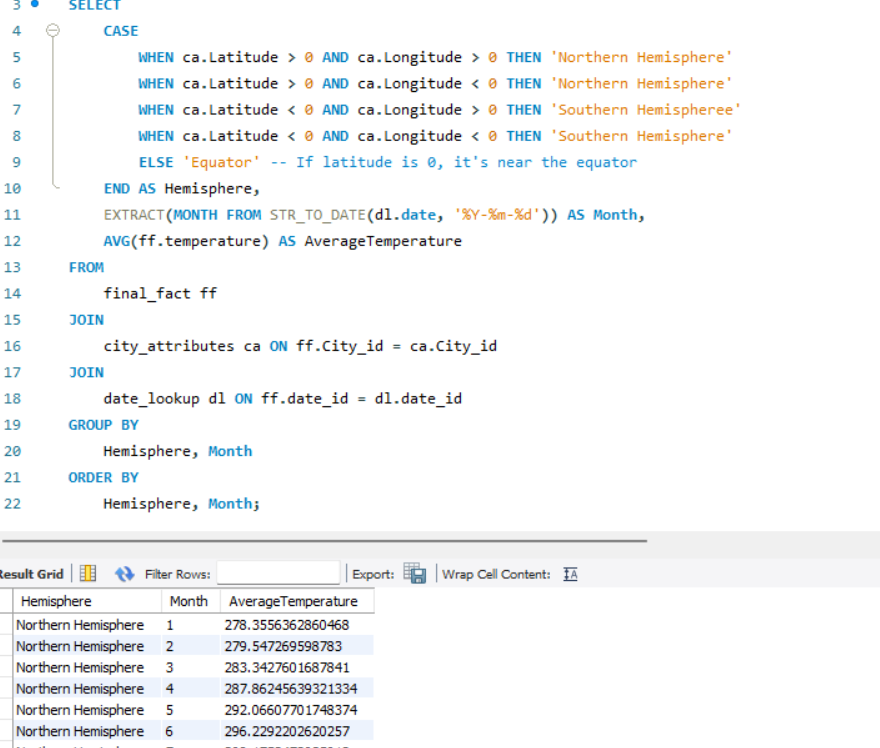 3 SELECT
4 CASE
5 WHEN ca.Latitude > 0 AND ca.Longitude > 0 THEN 'Northern Hemisphere'
6 WHEN ca.Latitude > 0 AND ca.Longitude < 0 THEN 'Northern Hemisphere'
7 WHEN ca.Latitude < 0 AND ca.Longitude > 0 THEN 'Southern Hemispheree'
8 WHEN ca.Latitude < 0 AND ca.Longitude < 0 THEN 'Southern Hemisphere'
9 ELSE 'Equator' -- If latitude is 0, it's near the equator
10 END AS Hemisphere,
11 EXTRACT(MONTH FROM STR_TO_DATE(dl.date, '%Y-%m-%d')) AS Month,
12 AVG(ff.temperature) AS AverageTemperature
13 FROM
14 final_fact ff
15 JOIN
16 city_attributes ca ON ff.City_id = ca.City_id
17 JOIN
18 date_lookup dl ON ff.date_id = dl.date_id
19 GROUP BY
20 Hemisphere, Month
21 ORDER BY
22 Hemisphere, Month;
Result Grid Filter Rows: Export: Wrap Cell Content:
Hemisphere Month AverageTemperature
Northern Hemisphere 1 278.3556362860468
Northern Hemisphere 2 279.547269598783
Northern Hemisphere 3 283.3427601687841
Northern Hemisphere 4 287.86245639321334
Northern Hemisphere 5 292.06607701748374
Northern Hemisphere 6 296.2292202620257